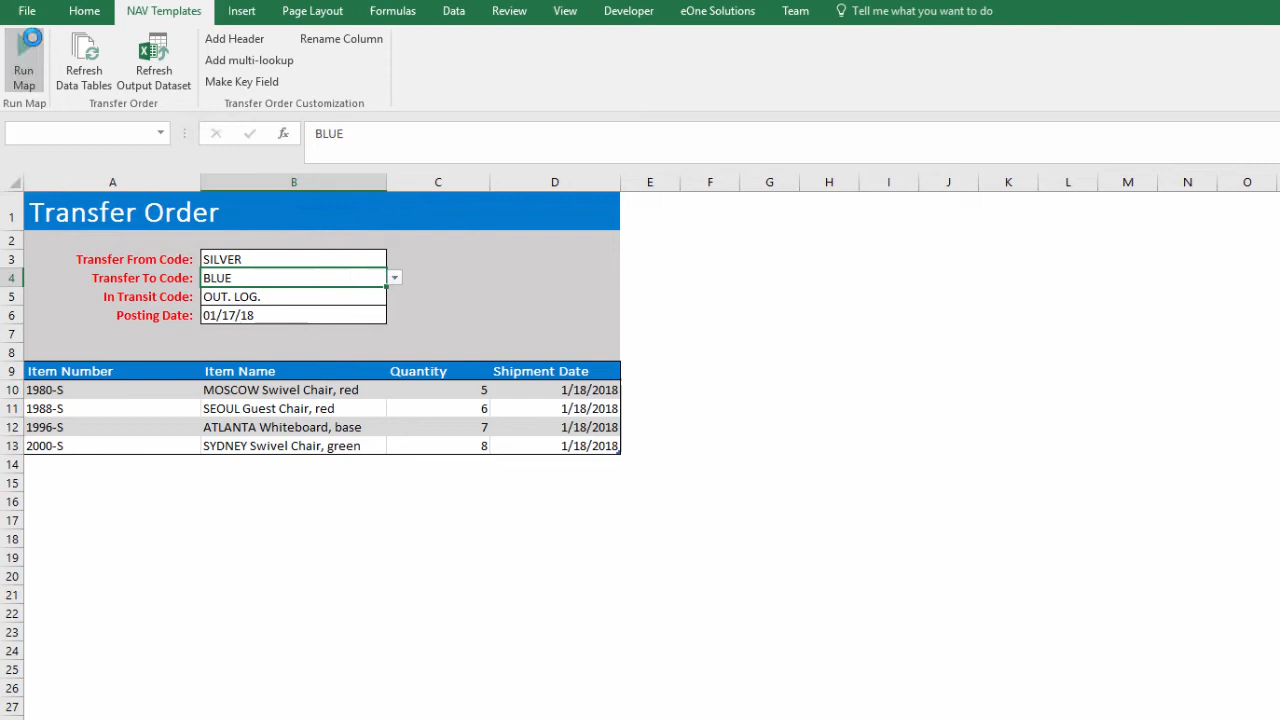 File Home NAV Templates Insert Page Layout Formulas Data Review View Developer eOne Solutions Team Tell me what you want to do
Run Map
Refresh Data Tables
Refresh Output Dataset
Add Header Rename Column
Add multi-lookup
Make Key Field
Run Map Transfer Order Transfer Order Customization
fx BLUE
A B C D E F G H I J K L M N O
1 Transfer Order
2
3 Transfer From Code: SILVER
4 Transfer To Code: BLUE
5 In Transit Code: OUT. LOG.
6 Posting Date: 01/17/18
7
8
9 Item Number Item Name Quantity Shipment Date
10 1980-S MOSCOW Swivel Chair, red 5 1/18/2018
11 1988-S SEOUL Guest Chair, red 6 1/18/2018
12 1996-S ATLANTA Whiteboard, base 7 1/18/2018
13 2000-S SYDNEY Swivel Chair, green 8 1/18/2018
14
15
16
17
18
19
20
21
22
23
24
25
26
27